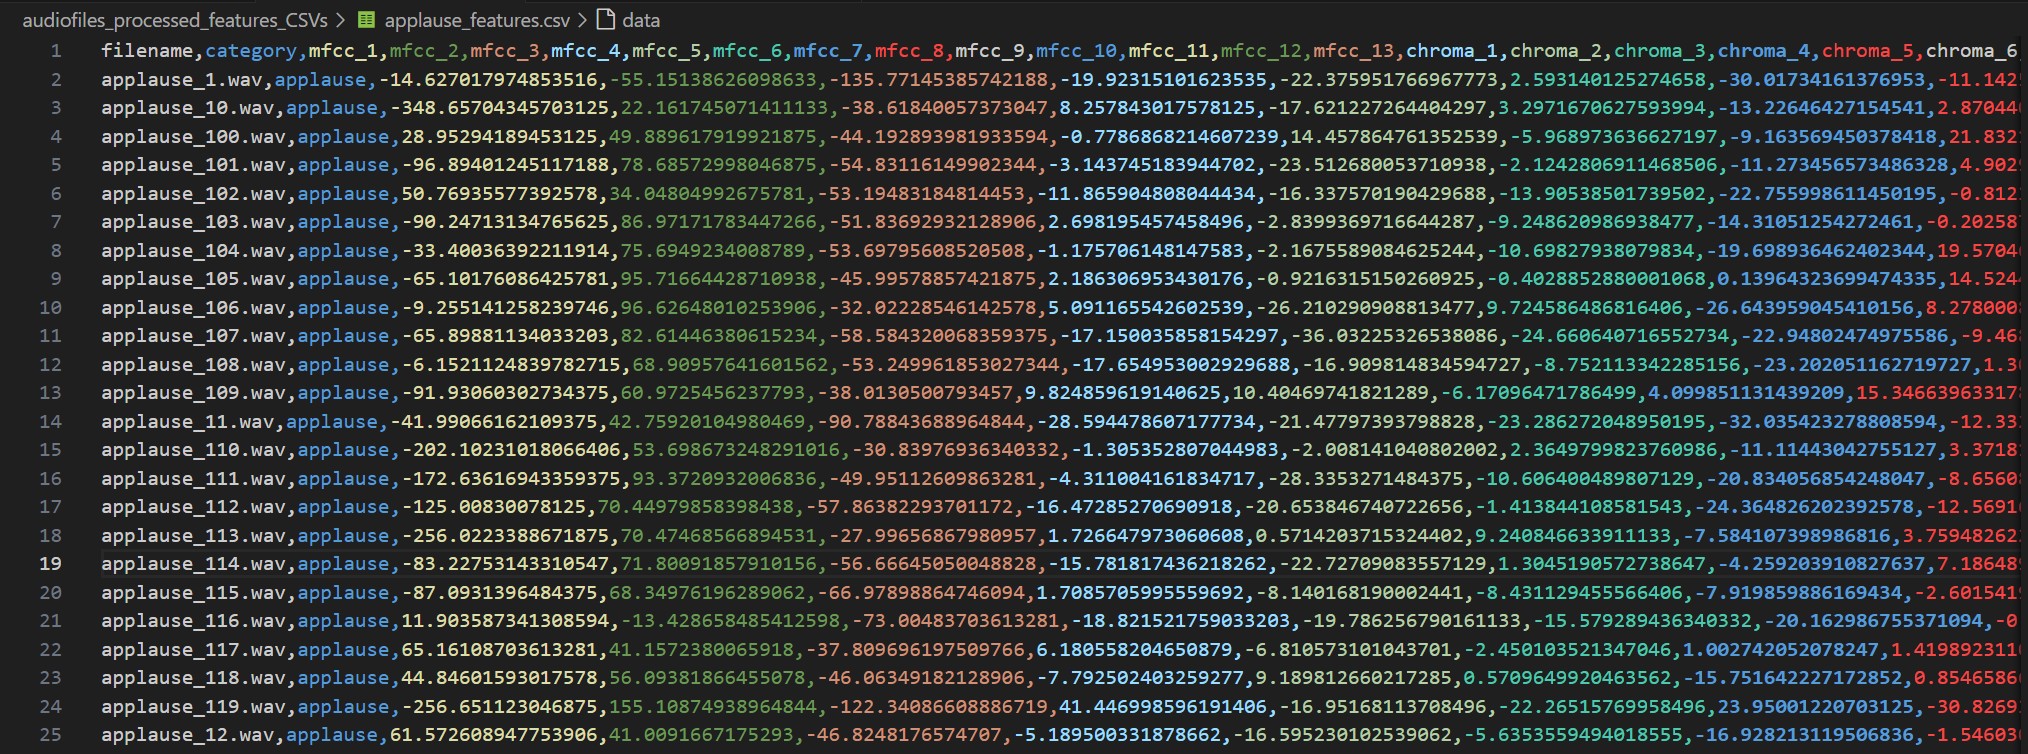 audiofiles_processed_features_CSVs > applause_features.csv > data
1 filename,category,mfcc_1,mfcc_2,mfcc_3,mfcc_4,mfcc_5,mfcc_6,mfcc_7,mfcc_8,mfcc_9,mfcc_10,mfcc_11,mfcc_12,mfcc_13,chroma_1,chroma_2,chroma_3,chroma_4,chroma_5,chroma_6
2 applause_1.wav,applause,-14.627017974853516,-55.15138626098633,-135.77145385742188,-19.92315101623535,-22.375951766967773,2.593140125274658,-30.01734161376953,-11.142
3 applause_10.wav,applause,-348.65704345703125,22.161745071411133,-38.61840057373047,8.257843017578125,-17.621227264404297,3.2971670627593994,-13.22646427154541,2.87044
4 applause_100.wav,applause,28.95294189453125,49.889617919921875,-44.192893981933594,-0.7786868214607239,14.457864761352539,-5.968973636627197,-9.163569450378418,21.832
5 applause_101.wav,applause,-96.89401245117188,78.68572998046875,-54.83116149902344,-3.143745183944702,-23.512680053710938,-2.1242806911468506,-11.273456573486328,4.902
6 applause_102.wav,applause,50.76935577392578,34.04804992675781,-53.19483184814453,-11.865904808044434,-16.337570190429688,-13.90538501739502,-22.755998611450195,-0.812
7 applause_103.wav,applause,-90.24713134765625,86.97171783447266,-51.83692932128906,2.698195457458496,-2.8399369716644287,-9.248620986938477,-14.31051254272461,-0.20258
8 applause_104.wav,applause,-33.40036392211914,75.6949234008789,-53.69795608520508,-1.175706148147583,-2.1675589084625244,-10.69827938079834,-19.698936462402344,19.5704
9 applause_105.wav,applause,-65.10176086425781,95.71664428710938,-45.99578857421875,2.186306953430176,-0.9216315150260925,-0.4028852880001068,0.13964323699474335,14.524
10 applause_106.wav,applause,-9.255141258239746,96.62648010253906,-32.02228546142578,5.091165542602539,-26.210290908813477,9.724586486816406,-26.643959045410156,8.278000
11 applause_107.wav,applause,-65.89881134033203,82.61446380615234,-58.584320068359375,-17.150035858154297,-36.03225326538086,-24.660640716552734,-22.94802474975586,-9.46
12 applause_108.wav,applause,-6.1521124839782715,68.9095764160156​2,-53.249961853027344,-17.654953002929688,-16.909814834594727,-8.752113342285156,-23.202051162719727,1.3
13 applause_109.wav,applause,-91.93060302734375,60.9725456237793,-38.0130500793457,9.824859619140625,10.40469741821289,-6.17096471786499,4.099851131439209,15.34663963317
14 applause_11.wav,applause,-41.99066162109375,42.75920104980469,-90.78843688964844,-28.594478607177734,-21.47797393798828,-23.286272048950195,-32.035423278808594,-12.33
15 applause_110.wav,applause,-202.10231018066406,53.698673248291016,-30.83976936340332,-1.305352807044983,-2.008141040802002,2.3649799823760986,-11.11443042755127,3.3718
16 applause_111.wav,applause,-172.63616943359375,93.3720932006836,-49.95112609863281,-4.311004161834717,-28.3353271484375,-10.606400489807129,-20.834056854248047,-8.6560
17 applause_112.wav,applause,-125.00830078125,70.44979858398438,-57.86382293701172,-16.47285270690918,-20.653846740722656,-1.413844108581543,-24.364826202392578,-12.5691
18 applause_113.wav,applause,-256.0223388671875,70.47468566894531,-27.99656867980957,1.726647973060608,0.5714203715324402,9.240846633911133,-7.584107398986816,3.75948262
19 applause_114.wav,applause,-83.22753143310547,71.80091857910156,-56.66645050048828,-15.781817436218262,-22.72709083557129,1.3045190572738647,-4.259203910827637,7.18648
20 applause_115.wav,applause,-87.0931396484375,68.34976196289062,-66.97898864746094,1.7085705995559692,-8.140168190002441,-8.431129455566406,-7.919859886169434,-2.601541
21 applause_116.wav,applause,11.903587341308594,-13.428658485412598,-73.00483703613281,-18.821521759033203,-19.786256790161133,-15.579289436340332,-20.162986755371094,-0
22 applause_117.wav,applause,65.16108703613281,41.1572380065918,-37.809696197509766,6.180558204650879,-6.810573101043701,-2.450103521347046,1.002742052078247,1.419892311
23 applause_118.wav,applause,44.84601593017578,56.09381866455078,-46.06349182128906,-7.792502403259277,9.189812660217285,0.5709649920463562,-15.751642227172852,0.8546586
24 applause_119.wav,applause,-256.651123046875,155.10874938964844,-122.34086608886719,41.446998596191406,-16.95168113708496,-22.26515769958496,23.95001220703125,-30.8269
25 applause_12.wav,applause,61.572608947753906,41.0091667175293,-46.8248176574707,-5.189500331878662,-16.595230102539062,-5.6353559494018555,-16.928213119506836,-1.54603